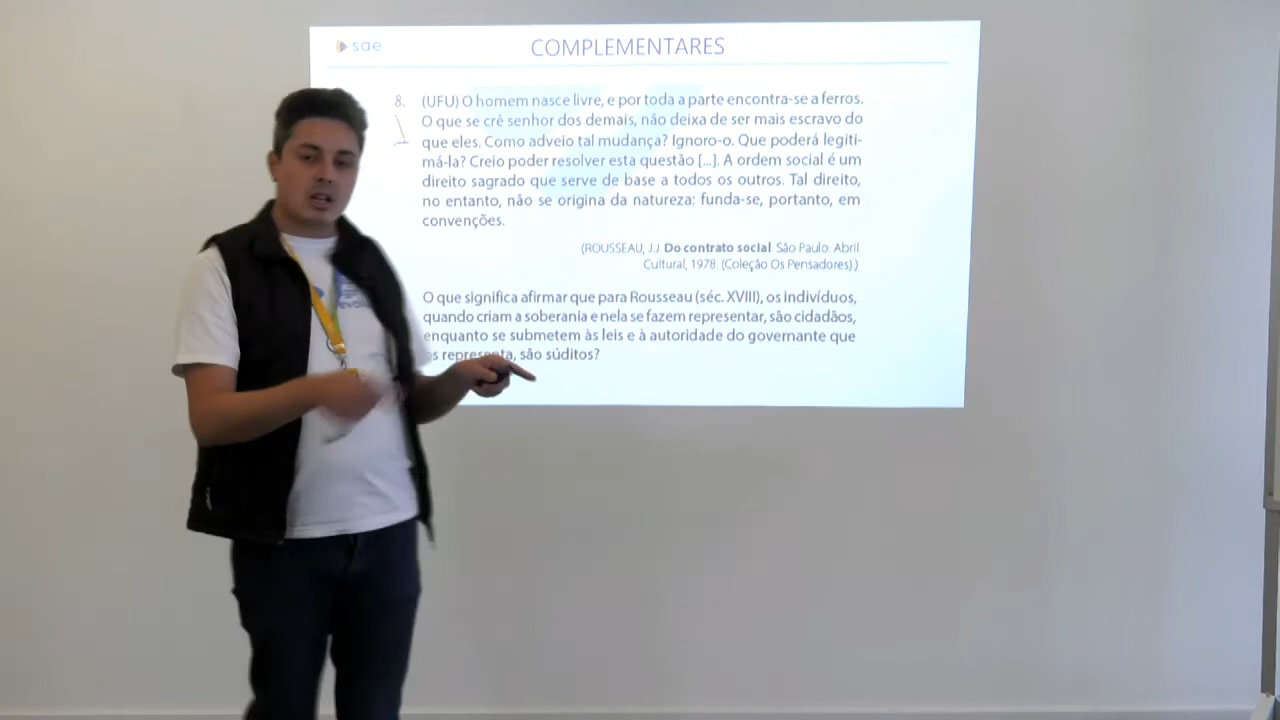 sae
COMPLEMENTARES
8. (UFU) O homem nasce livre, e por toda a parte encontra-se a ferros.
O que se crê senhor dos demais, não deixa de ser mais escravo do
que eles. Como adveio tal mudança? Ignoro-o. Que poderá legiti-
má-la? Creio poder resolver esta questão [...]. A ordem social é um
direito sagrado que serve de base a todos os outros. Tal direito,
no entanto, não se origina da natureza: funda-se, portanto, em
convenções.
(ROUSSEAU, J.J. Do contrato social. São Paulo: Abril
Cultural, 1978. (Coleção Os Pensadores).)
O que significa afirmar que para Rousseau (séc. XVIII), os indivíduos,
quando criam a soberania e nela se fazem representar, são cidadãos,
enquanto se submetem às leis e à autoridade do governante que
os representa, são súditos?